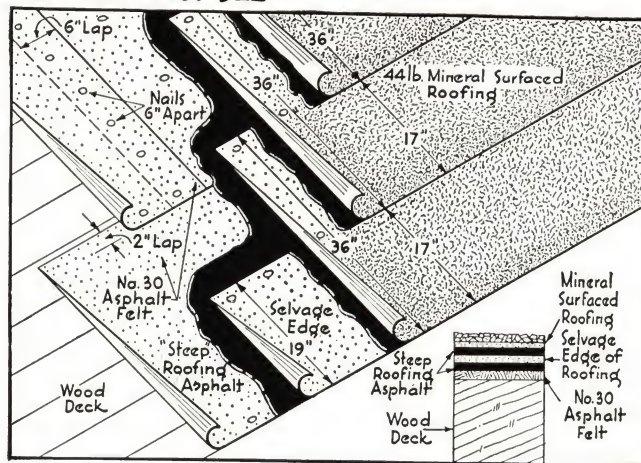 6" Lap
Nails
6" Apart
36"
36"
44lb. Mineral Surfaced
Roofing
17"
2" Lap
No. 30
Asphalt
Felt
36"
17"
Selvage
Edge
19"
"Steep"
Roofing
Asphalt
Wood
Deck
Mineral
Surfaced
Roofing
Selvage
Edge of
Roofing
No. 30
Asphalt
Felt
Steep
Roofing
Asphalt
Wood
Deck